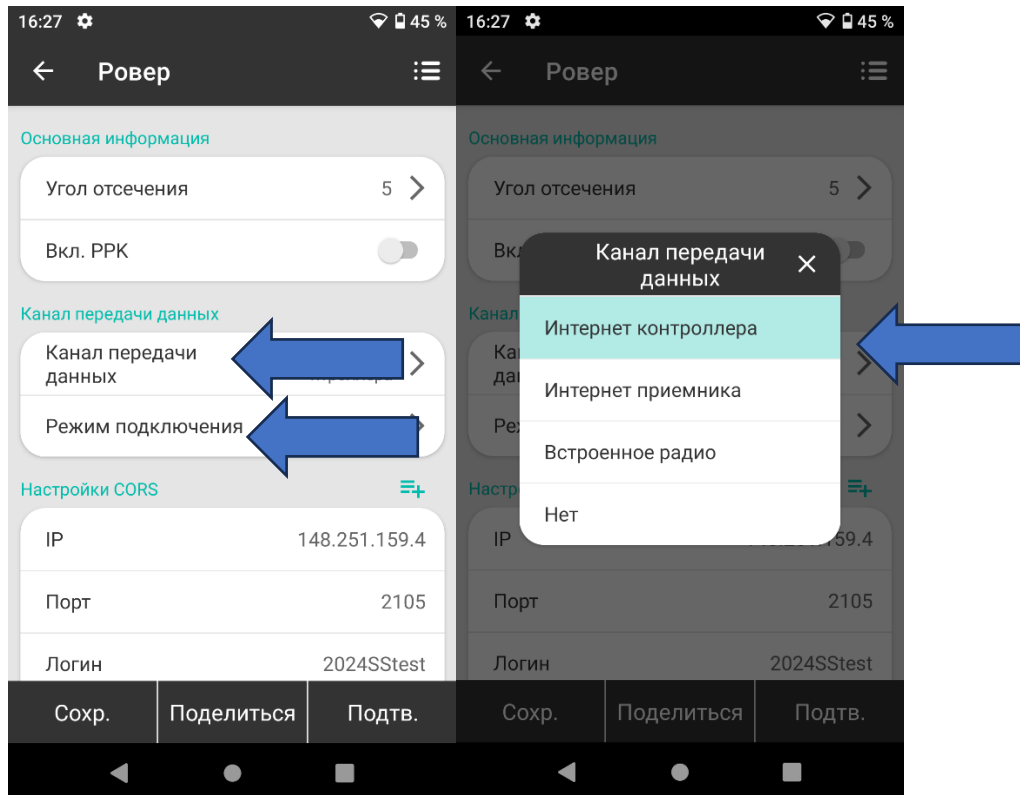 16:27 45 %
Ровер
Основная информация
Угол отсечения 5
Вкл. PPK
Канал передачи данных
Канал передачи
данных
Режим подключения
Настройки CORS
IP 148.251.159.4
Порт 2105
Логин 2024SStest
Сохр. Поделиться Подтв.
16:27 45 %
Ровер
Основная информация
Угол отсечения 5
Канал передачи
данных
Интернет контроллера
Интернет приемника
Встроенное радио
Нет
IP
Порт 2105
Логин 2024SStest
Сохр. Поделиться Подтв.